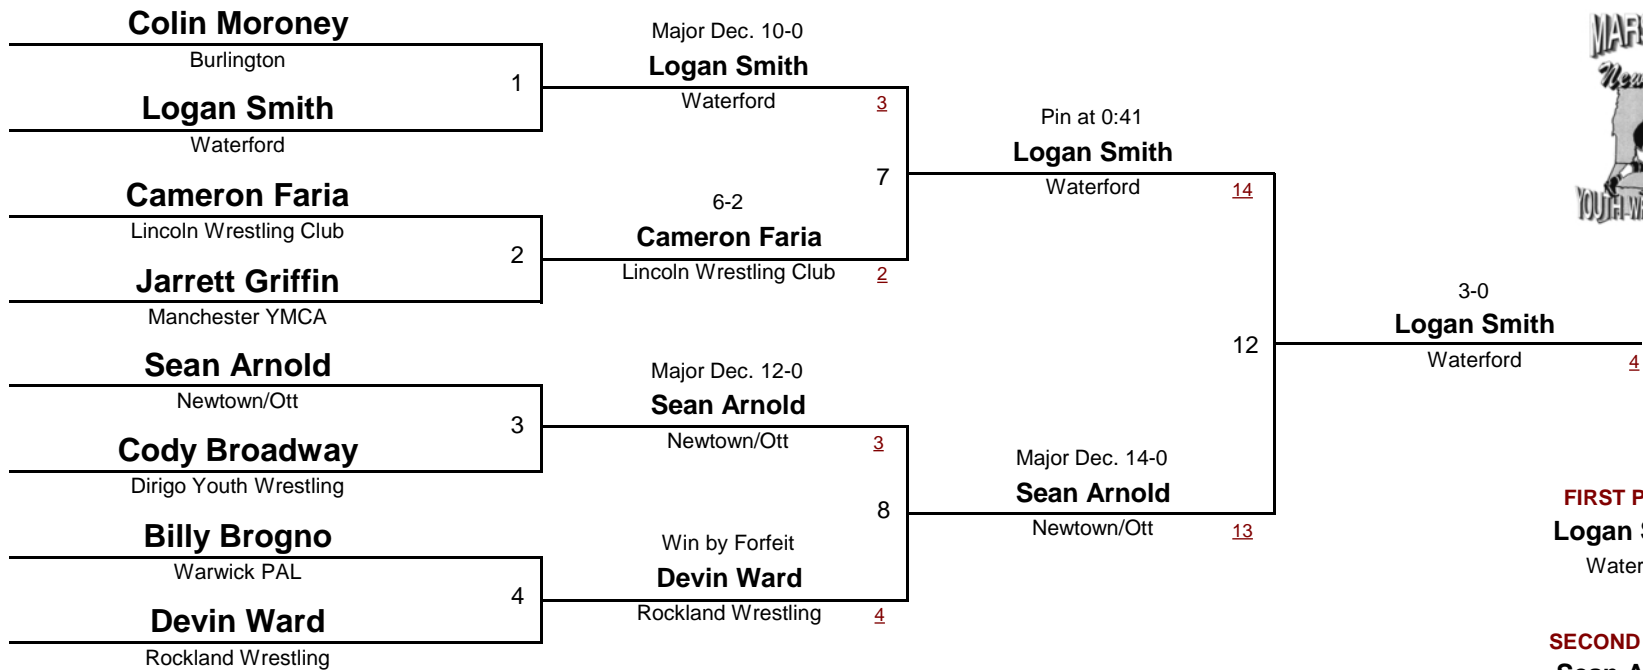 Colin Moroney
Burlington
1
Logan Smith
Waterford
Cameron Faria
Lincoln Wrestling Club
2
Jarrett Griffin
Manchester YMCA
Sean Arnold
Newtown/Ott
3
Cody Broadway
Dirigo Youth Wrestling
Billy Brogno
Warwick PAL
4
Devin Ward
Rockland Wrestling
Major Dec. 10-0
Logan Smith
Waterford 3
7
6-2
Cameron Faria
Lincoln Wrestling Club 2
Major Dec. 12-0
Sean Arnold
Newtown/Ott 3
8
Win by Forfeit
Devin Ward
Rockland Wrestling 4
Pin at 0:41
Logan Smith
Waterford 14
12
Major Dec. 14-0
Sean Arnold
Newtown/Ott 13
3-0
Logan Smith
Waterford 4
FIRST P
Logan S
Water
SECOND
Sean A